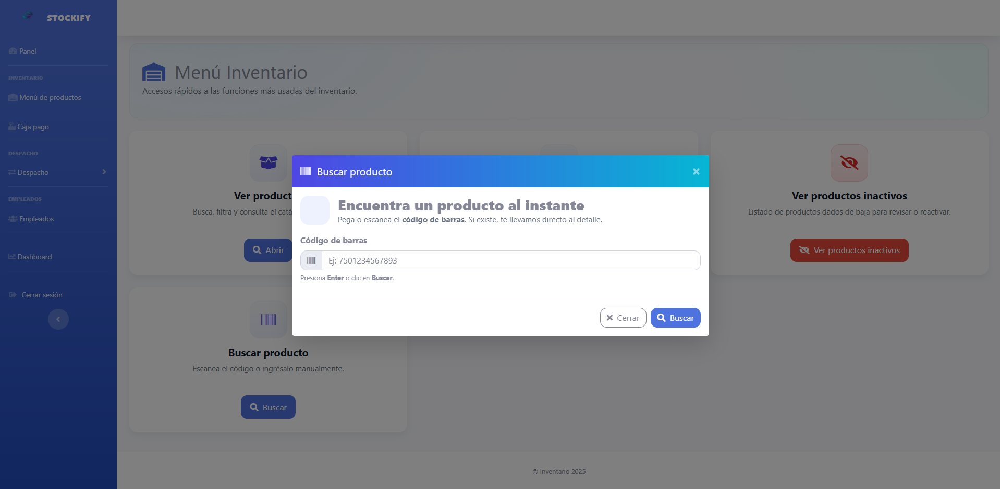 STOCKIFY
Panel
INVENTARIO
Menú de productos
Caja pago
DESPACHO
Despacho
EMPLEADOS
Empleados
Dashboard
Cerrar sesión
Menú Inventario
Accesos rápidos a las funciones más usadas del inventario.
Ver product
Busca, filtra y consulta el catá
Abrir
Ver productos inactivos
Listado de productos dados de baja para revisar o reactivar.
Ver productos inactivos
Buscar producto
Encuentra un producto al instante
Pega o escanea el código de barras. Si existe, te llevamos directo al detalle.
Código de barras
Ej: 7501234567893
Presiona Enter o clic en Buscar.
Cerrar
Buscar
Buscar producto
Escanea el código o ingrésalo manualmente.
Buscar
© Inventario 2025